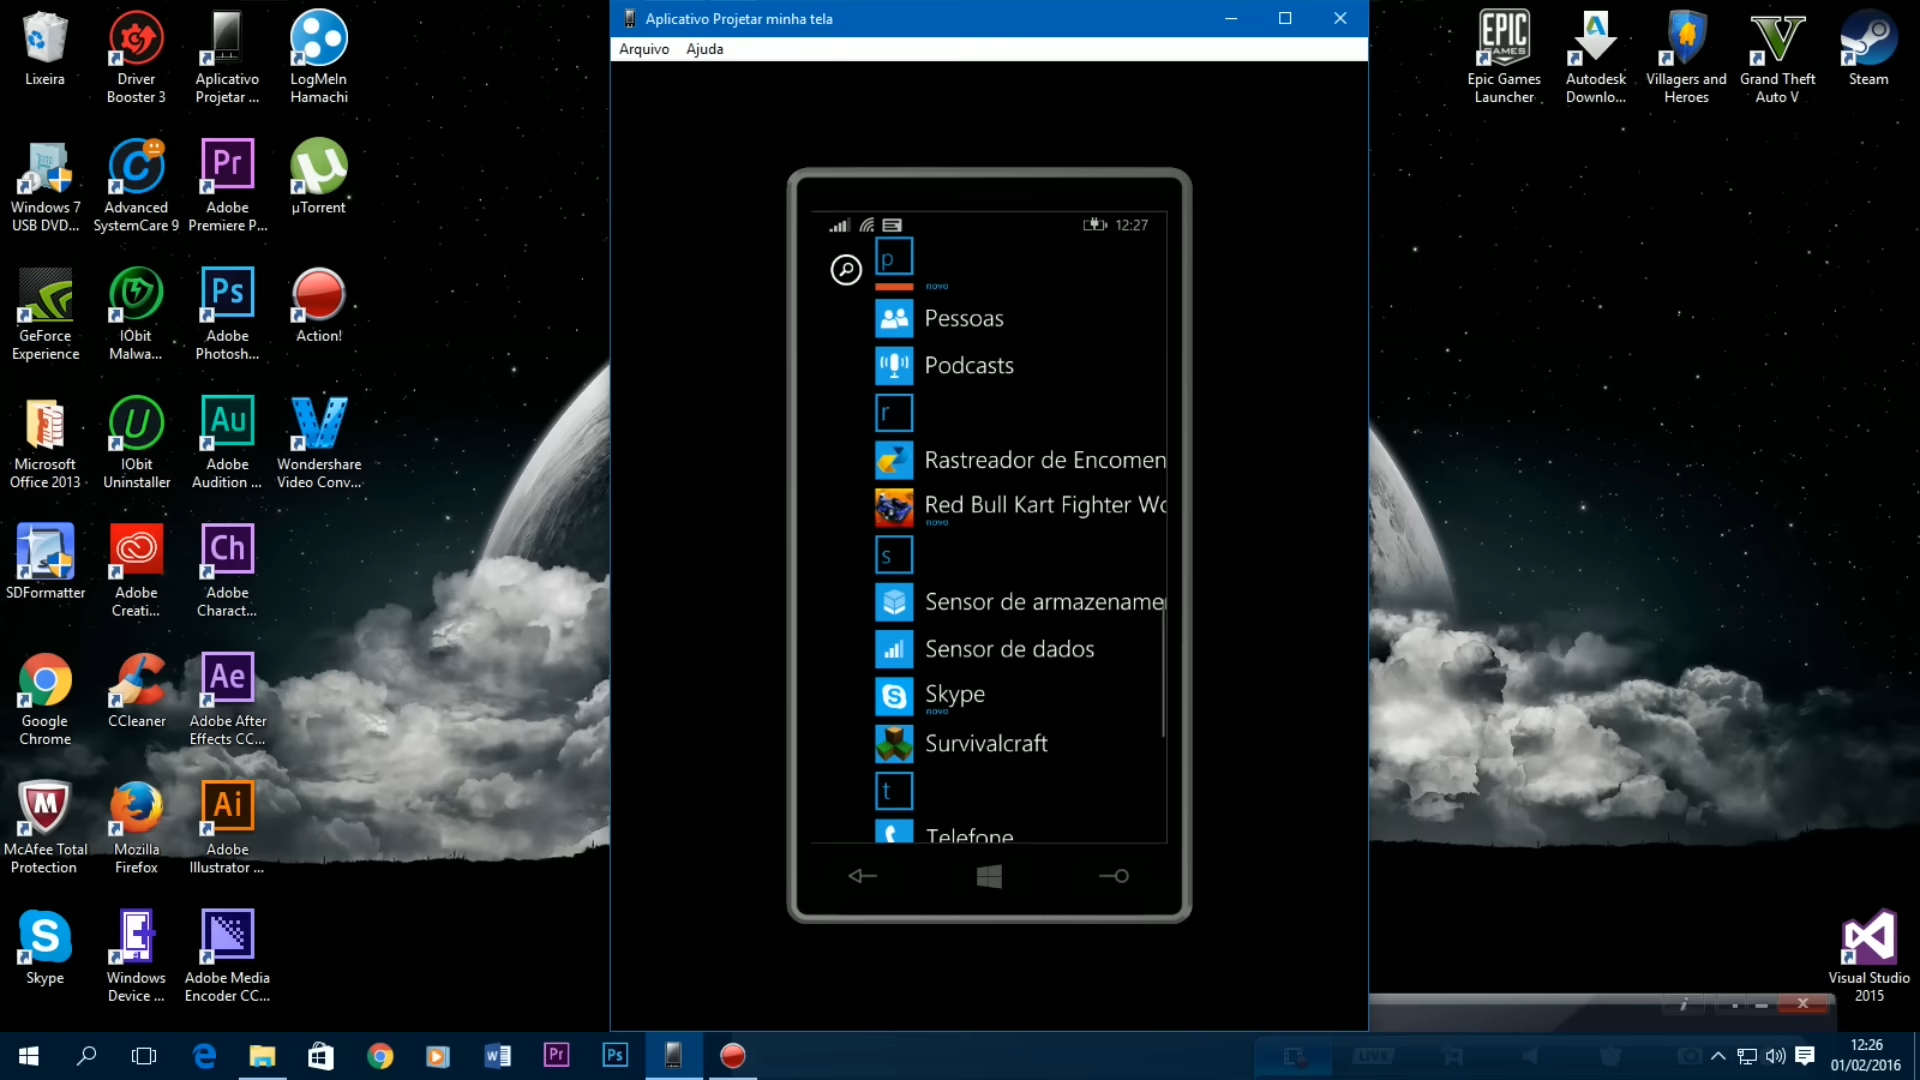 Aplicativo Projetar minha tela
Arquivo Ajuda
Lixeira
Driver
Booster 3
Aplicativo
Projetar ...
LogMeIn
Hamachi
Epic Games
Launcher
Autodesk
Downlo...
Villagers and
Heroes
Grand Theft
Auto V
Steam
Windows 7
USB DVD...
Advanced
SystemCare 9
Adobe
Premiere P...
µTorrent
GeForce
Experience
IObit
Malwa...
Adobe
Photosh...
Action!
Microsoft
Office 2013
IObit
Uninstaller
Adobe
Audition ...
Wondershare
Video Conv...
SDFormatter
Adobe
Creati...
Adobe
Charact...
Google
Chrome
CCleaner
Adobe After
Effects CC...
McAfee Total
Protection
Mozilla
Firefox
Adobe
Illustrator ...
Skype
Windows
Device ...
Adobe Media
Encoder CC...
Visual Studio
2015
12:27
p
novo
Pessoas
Podcasts
r
Rastreador de Encomen
Red Bull Kart Fighter Wo
novo
s
Sensor de armazename
Sensor de dados
Skype
novo
Survivalcraft
t
Telefone
LIVE
12:26
01/02/2016